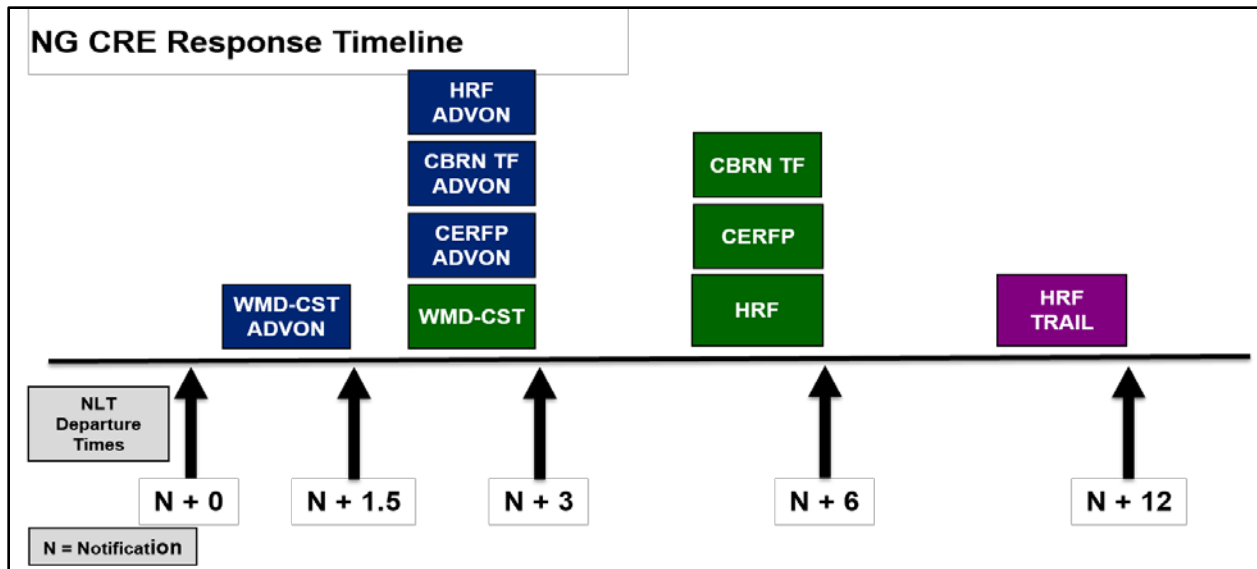 NG CRE Response Timeline
HRF
ADVON
CBRN TF
ADVON
CERFP
ADVON
WMD-CST
ADVON
WMD-CST
CBRN TF
CERFP
HRF
HRF
TRAIL
NLT
Departure
Times
N + 0
N + 1.5
N + 3
N + 6
N + 12
N = Notification